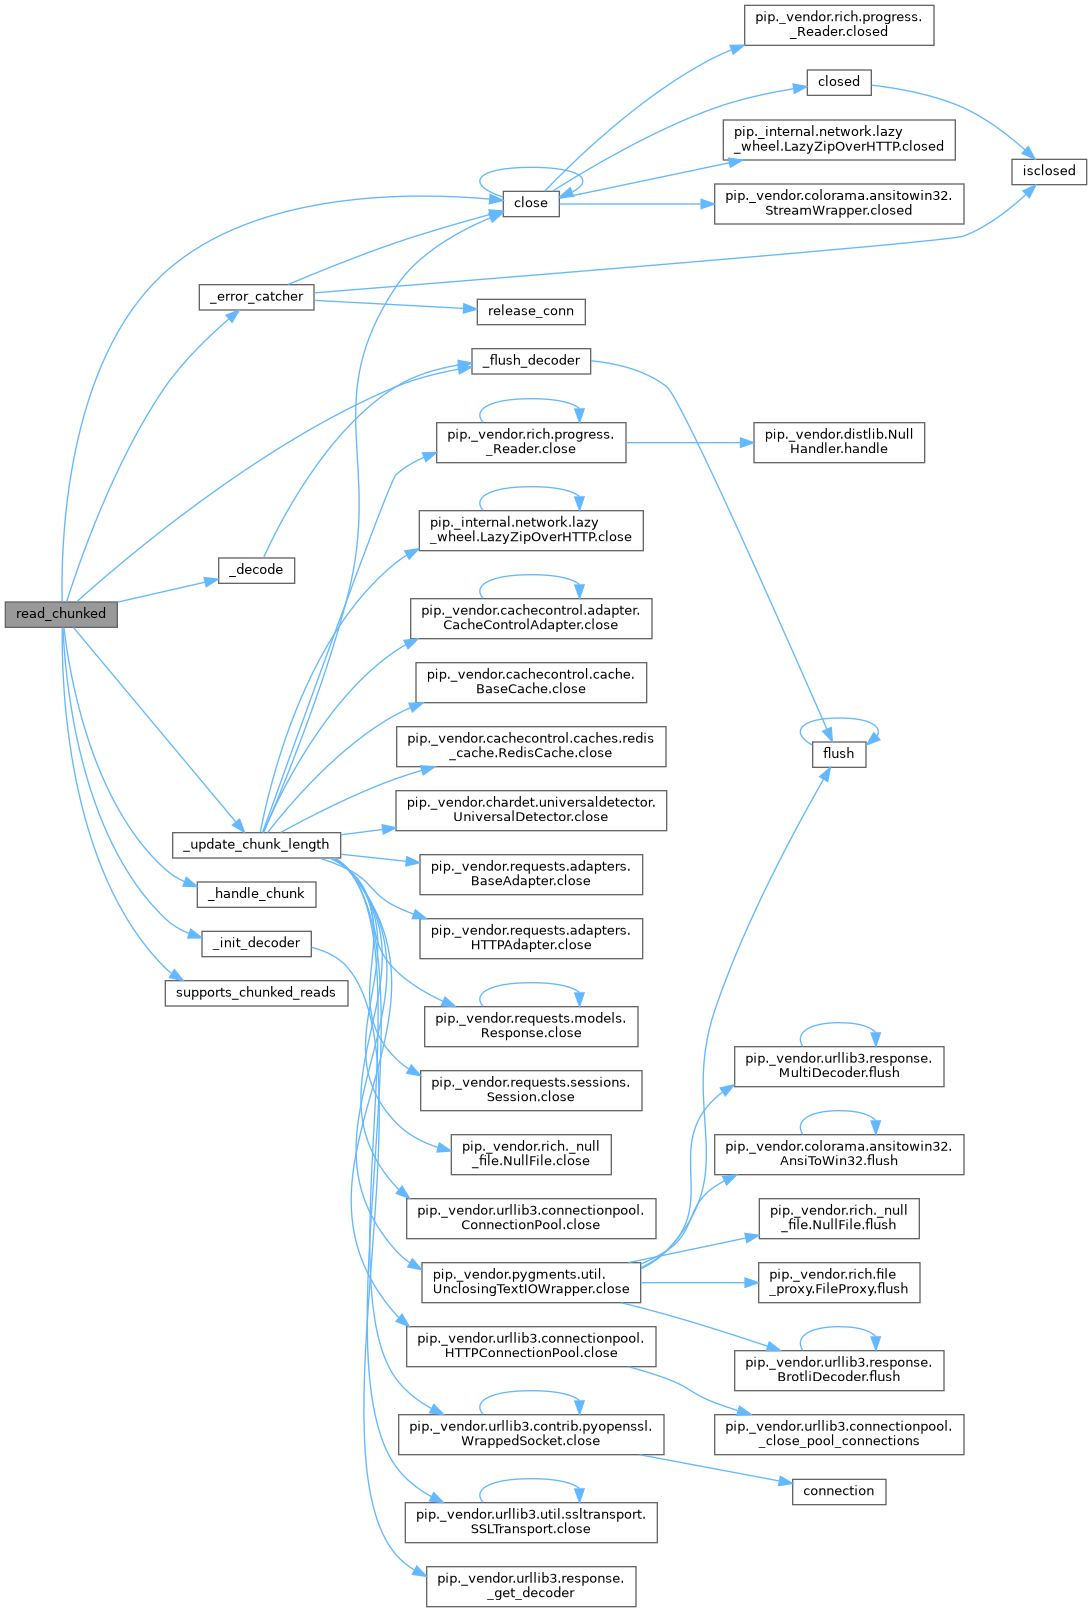 pip._vendor.rich.progress.
_Reader.closed
closed
pip._internal.network.lazy
_wheel.LazyZipOverHTTP.closed
isclosed
close
pip._vendor.colorama.ansitowin32.
StreamWrapper.closed
_error_catcher
release_conn
_flush_decoder
pip._vendor.rich.progress.
_Reader.close
pip._vendor.distlib.Null
Handler.handle
pip._internal.network.lazy
_wheel.LazyZipOverHTTP.close
_decode
read_chunked
pip._vendor.cachecontrol.adapter.
CacheControlAdapter.close
pip._vendor.cachecontrol.cache.
BaseCache.close
pip._vendor.cachecontrol.caches.redis
_cache.RedisCache.close
flush
pip._vendor.chardet.universaldetector.
UniversalDetector.close
_update_chunk_length
pip._vendor.requests.adapters.
BaseAdapter.close
_handle_chunk
pip._vendor.requests.adapters.
HTTPAdapter.close
_init_decoder
supports_chunked_reads
pip._vendor.requests.models.
Response.close
pip._vendor.urllib3.response.
MultiDecoder.flush
pip._vendor.requests.sessions.
Session.close
pip._vendor.rich._null
_file.NullFile.close
pip._vendor.colorama.ansitowin32.
AnsiToWin32.flush
pip._vendor.urllib3.connectionpool.
ConnectionPool.close
pip._vendor.rich._null
_file.NullFile.flush
pip._vendor.pygments.util.
UnclosingTextIOWrapper.close
pip._vendor.rich.file
_proxy.FileProxy.flush
pip._vendor.urllib3.connectionpool.
HTTPConnectionPool.close
pip._vendor.urllib3.response.
BrotliDecoder.flush
pip._vendor.urllib3.contrib.pyopenssl.
WrappedSocket.close
pip._vendor.urllib3.connectionpool.
_close_pool_connections
connection
pip._vendor.urllib3.util.ssltransport.
SSLTransport.close
pip._vendor.urllib3.response.
_get_decoder